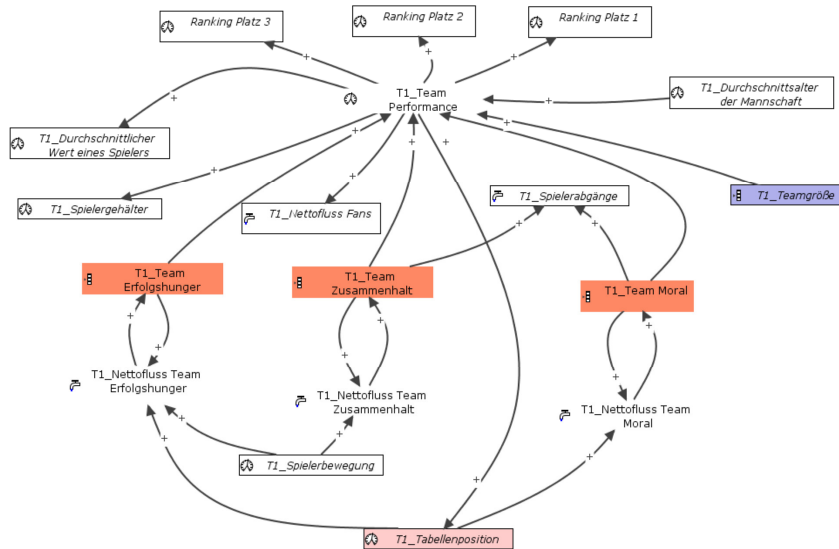 Ranking Platz 3
Ranking Platz 2
Ranking Platz 1
T1_Team
Performance
T1_Durchschnittsalter
der Mannschaft
T1_Durchschnittlicher
Wert eines Spielers
T1_Spielergehälter
T1_Nettofluss Fans
T1_Spielerabgänge
T1_Teamgröße
T1_Team
Erfolgshunger
T1_Team
Zusammenhalt
T1_Team Moral
T1_Nettofluss Team
Erfolgshunger
T1_Nettofluss Team
Zusammenhalt
T1_Nettofluss Team
Moral
T1_Spielerbewegung
T1_Tabellenposition